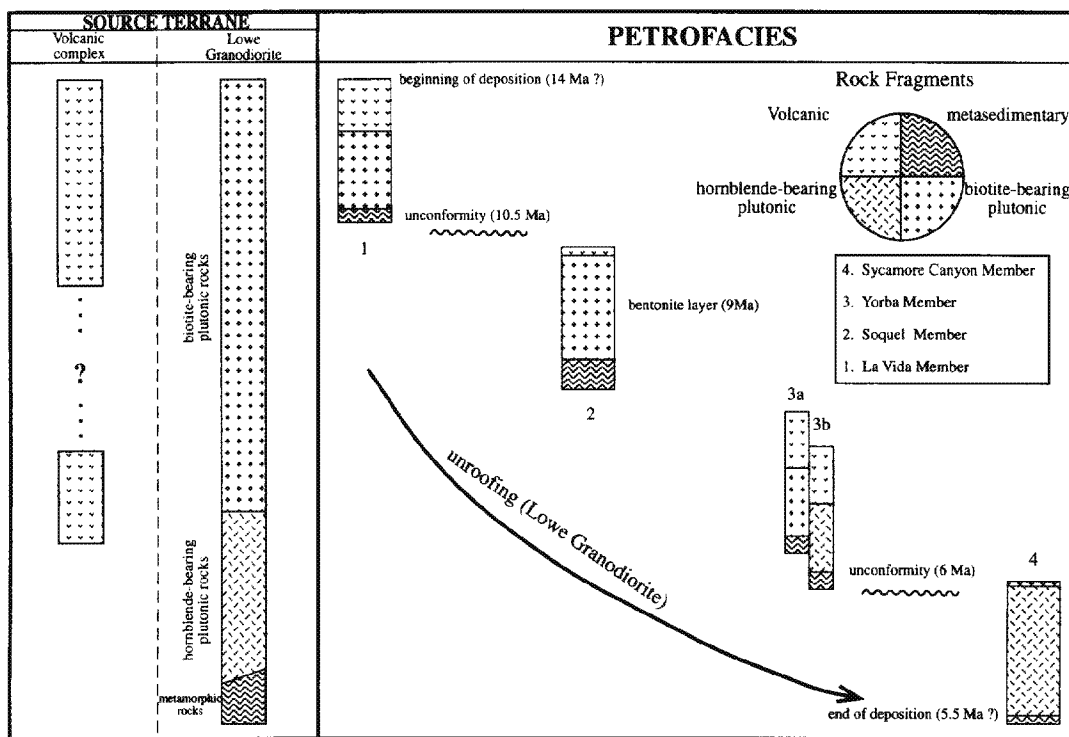 SOURCE TERRANE
Volcanic
complex
Lowe
Granodiorite
biotite-bearing
plutonic rocks
?
hornblende-bearing
plutonic rocks
metamorphic
rocks
PETROFACIES
beginning of deposition (14 Ma ?)
unconformity (10.5 Ma)
1
bentonite layer (9Ma)
2
Rock Fragments
Volcanic
metasedimentary
hornblende-bearing
plutonic
biotite-bearing
plutonic
4. Sycamore Canyon Member
3. Yorba Member
2. Soquel Member
1. La Vida Member
3a
3b
unroofing (Lowe Granodiorite)
unconformity (6 Ma)
4
end of deposition (5.5 Ma ?)